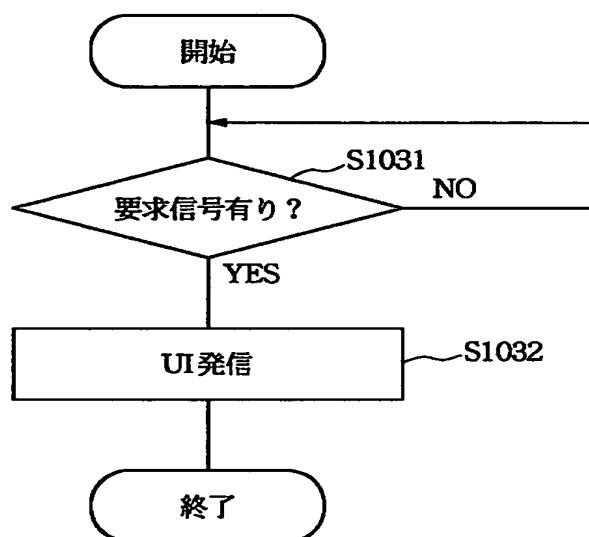 開始
S1031
要求信号有り?
NO
YES
UI発信
S1032
終了